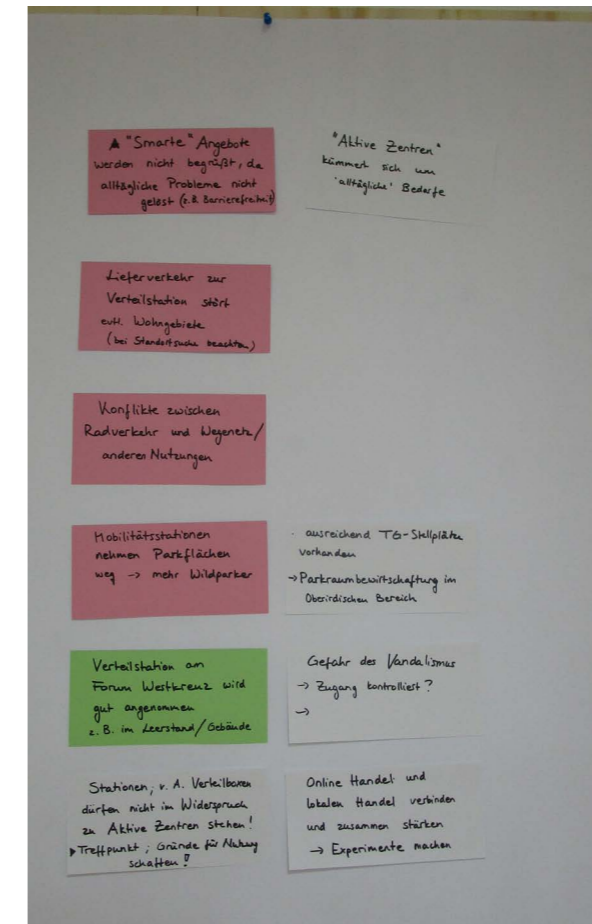 ▲ "Smarte" Angebote
werden nicht begrüßt, da
alltägliche Probleme nicht
gelöst (z.B. Barrierefreiheit)
"Aktive Zentren"
kümmert sich um
'alltägliche' Bedarfe
Lieferverkehr zur
Verteilstation stört
evtl. Wohngebiete
(bei Standortsuche beachten)
Konflikte zwischen
Radverkehr und Wegenetz/
anderen Nutzungen
Mobilitätsstationen
nehmen Parkflächen
weg -> mehr Wildparker
· ausreichend TG-Stellplätze
vorhanden
-> Parkraumbewirtschaftung im
Oberirdischen Bereich
Verteilstation am
Forum Westkreuz wird
gut angenommen
z. B. im Leerstand/Gebäude
Gefahr des Vandalismus
-> Zugang kontrolliert?
->
Stationen, v. A. Verteilboxen
dürfen nicht im Widerspruch
zu Aktive Zentren stehen!
▶ Treffpunkt; Gründe für Nutzung
schaffen!
Online Handel und
lokalen Handel verbinden
und zusammen stärken
-> Experimente machen